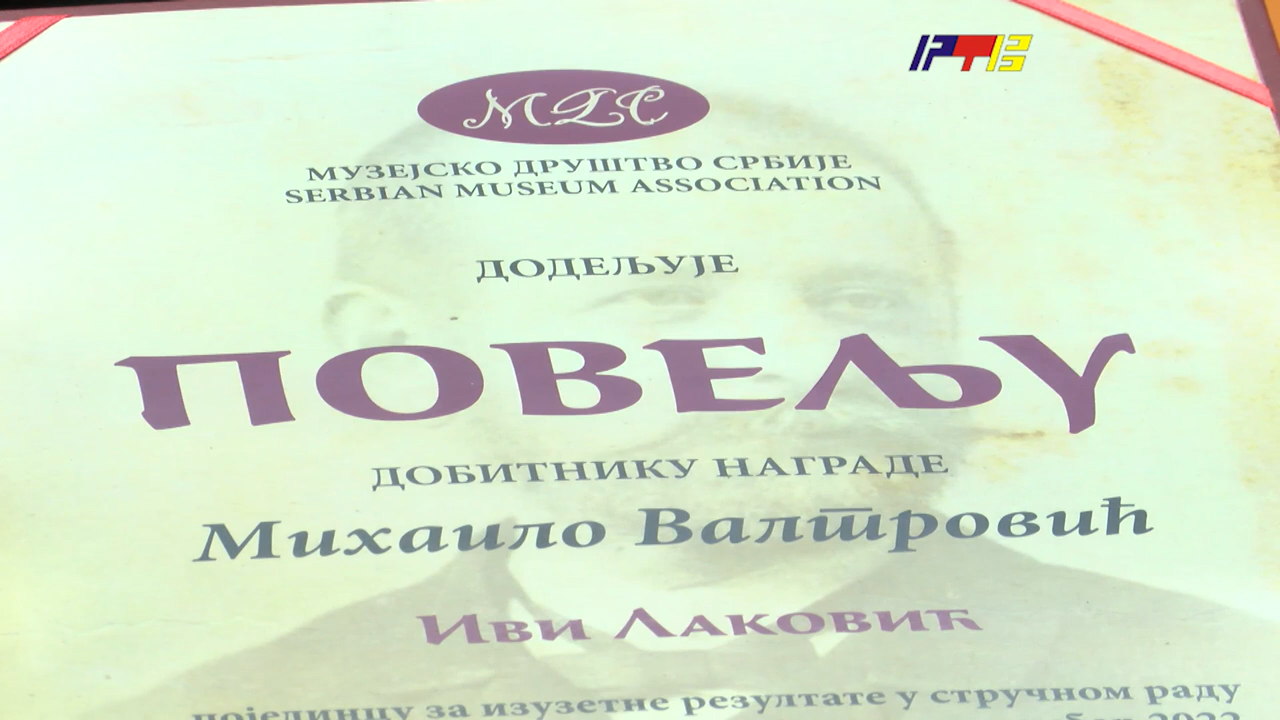 РТВ
МДС
МУЗЕЈСКО ДРУШТВО СРБИЈЕ
SERBIAN MUSEUM ASSOCIATION
ДОДЕЉУЈЕ
ПОВЕЉУ
ДОБИТНИКУ НАГРАДЕ
Михаило Валтровић
Иви Лаковић
појединцу за изузетне резултате у стручном раду